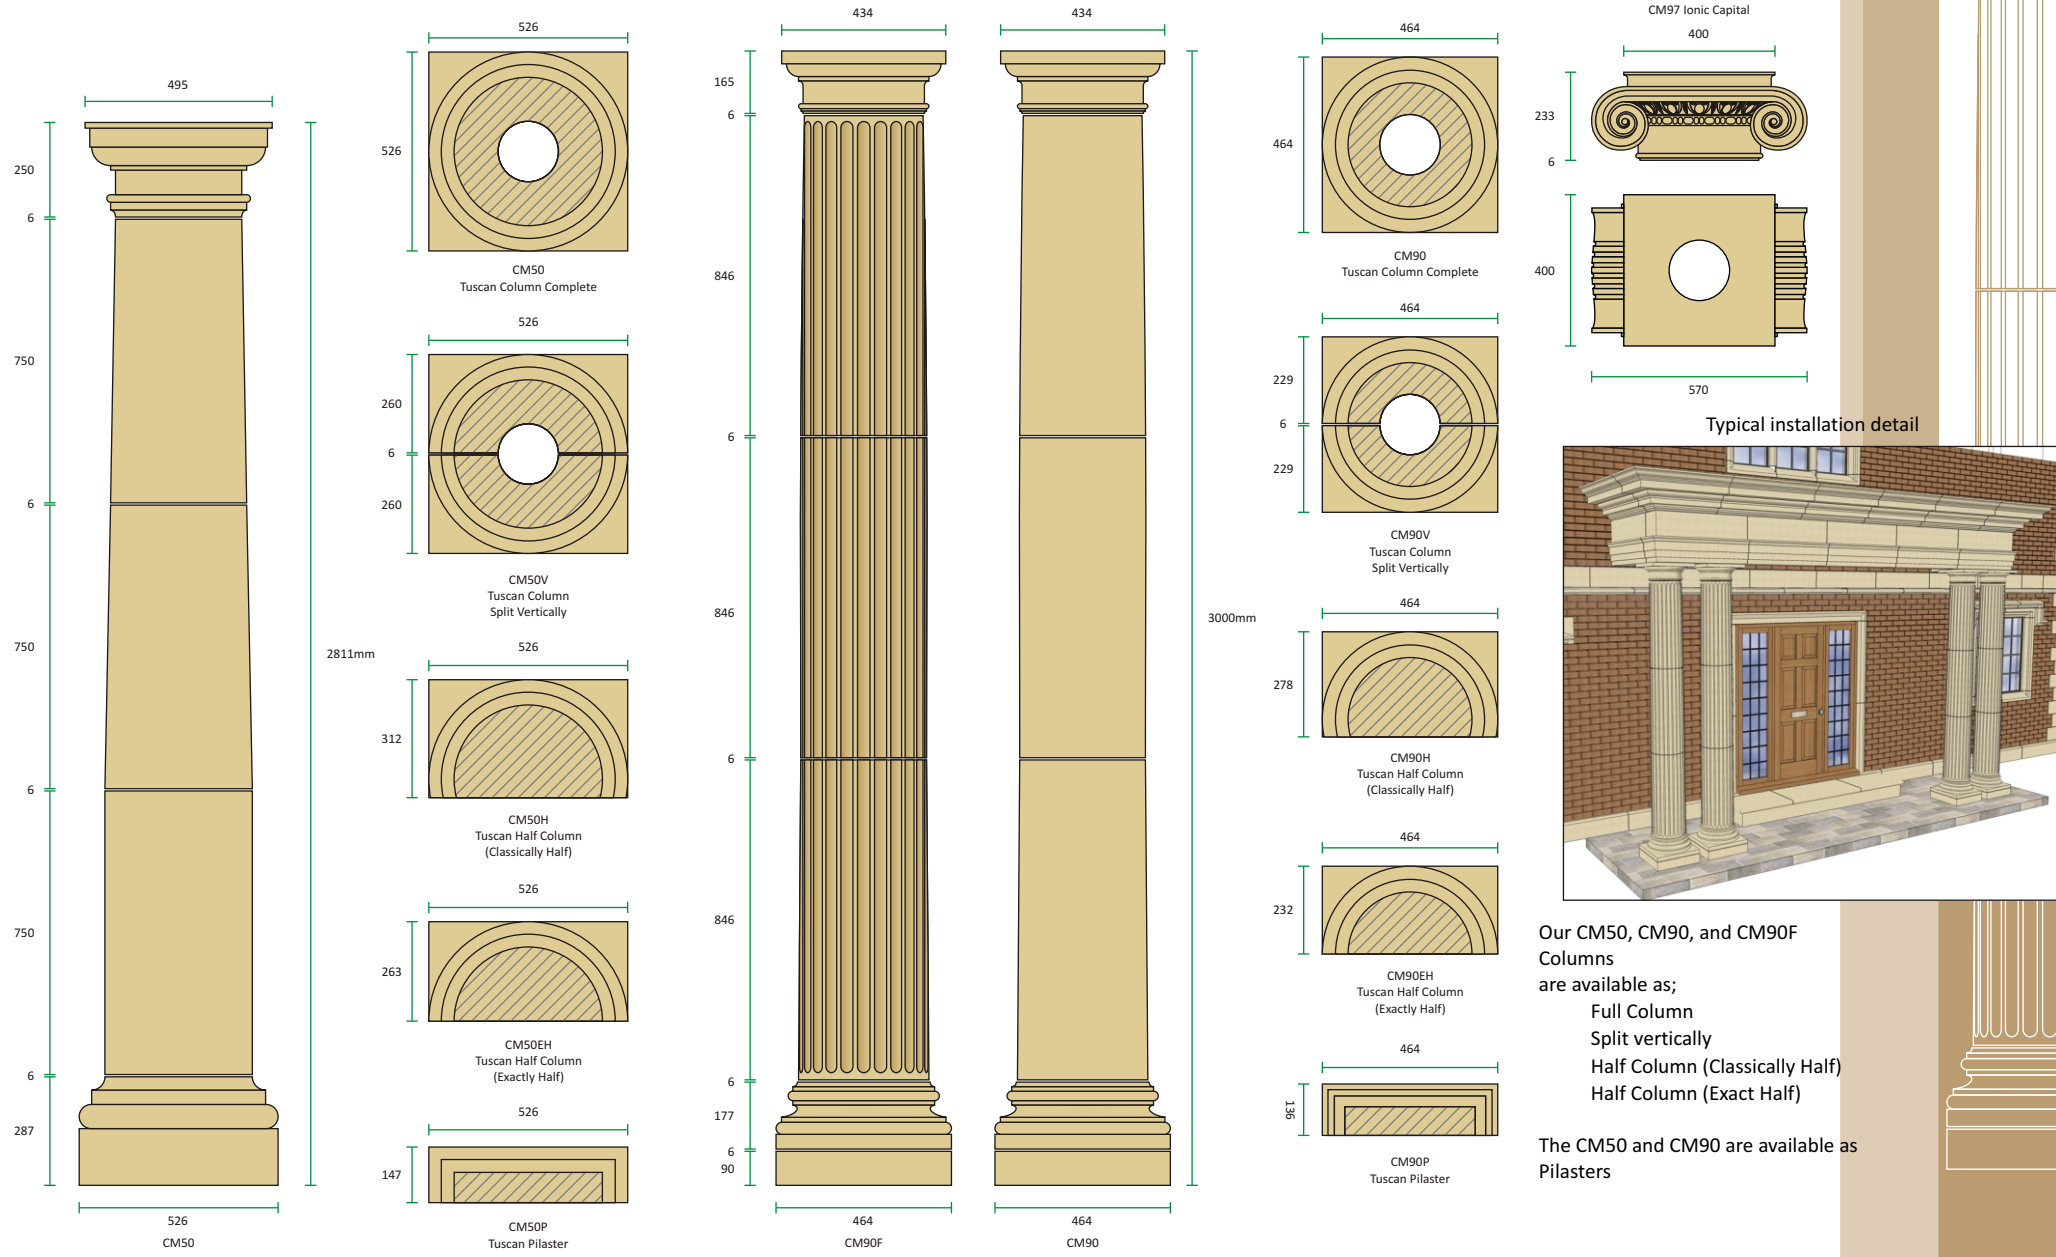 495
250
6
750
6
750
6
750
6
287
2811mm
526
CM50
526
526
CM50
Tuscan Column Complete
526
260
6
260
CM50V
Tuscan Column
Split Vertically
526
312
CM50H
Tuscan Half Column
(Classically Half)
526
263
CM50EH
Tuscan Half Column
(Exactly Half)
526
147
CM50P
Tuscan Pilaster
434
165
6
846
6
846
6
846
6
177
6
90
464
CM90F
434
3000mm
464
CM90
464
464
CM90
Tuscan Column Complete
464
229
6
229
CM90V
Tuscan Column
Split Vertically
464
278
CM90H
Tuscan Half Column
(Classically Half)
464
232
CM90EH
Tuscan Half Column
(Exactly Half)
464
136
CM90P
Tuscan Pilaster
CM97 Ionic Capital
400
233
6
400
570
Typical installation detail
Our CM50, CM90, and CM90F
Columns
are available as;
Full Column
Split vertically
Half Column (Classically Half)
Half Column (Exact Half)
The CM50 and CM90 are available as
Pilasters